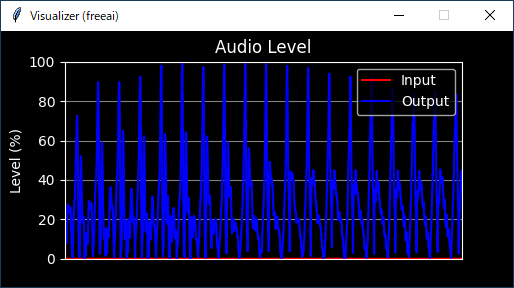 Visualizer (freeai)
Audio Level
Level (%)
100
80
60
40
20
0
Input
Output